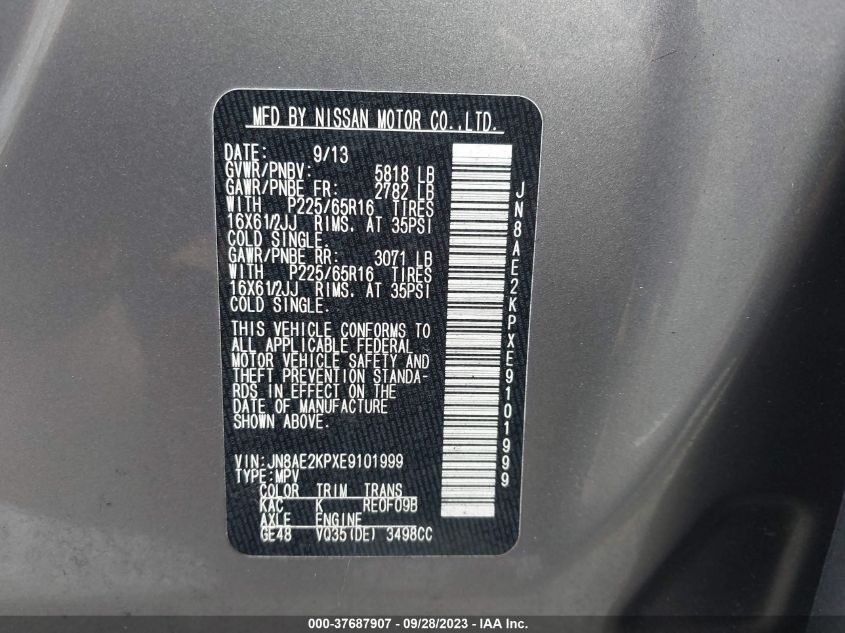 MFD BY NISSAN MOTOR CO.,LTD.
DATE: 9/13
GVWR/PNBV: 5818 LB
GAWR/PNBE FR: 2782 LB
WITH P225/65R16 TIRES
16X61/2JJ RIMS, AT 35PSI
COLD SINGLE.
GAWR/PNBE RR: 3071 LB
WITH P225/65R16 TIRES
16X61/2JJ RIMS, AT 35PSI
COLD SINGLE.
THIS VEHICLE CONFORMS TO
ALL APPLICABLE FEDERAL
MOTOR VEHICLE SAFETY AND
THEFT PREVENTION STANDA-
RDS IN EFFECT ON THE
DATE OF MANUFACTURE
SHOWN ABOVE.
VIN:JN8AE2KPXE9101999
TYPE:MPV
COLOR TRIM TRANS
KAC K RE0F09B
AXLE ENGINE
GE48 VQ35(DE) 3498CC
JN8AE2KPXE9101999
000-37687907 - 09/28/2023 - IAA Inc.